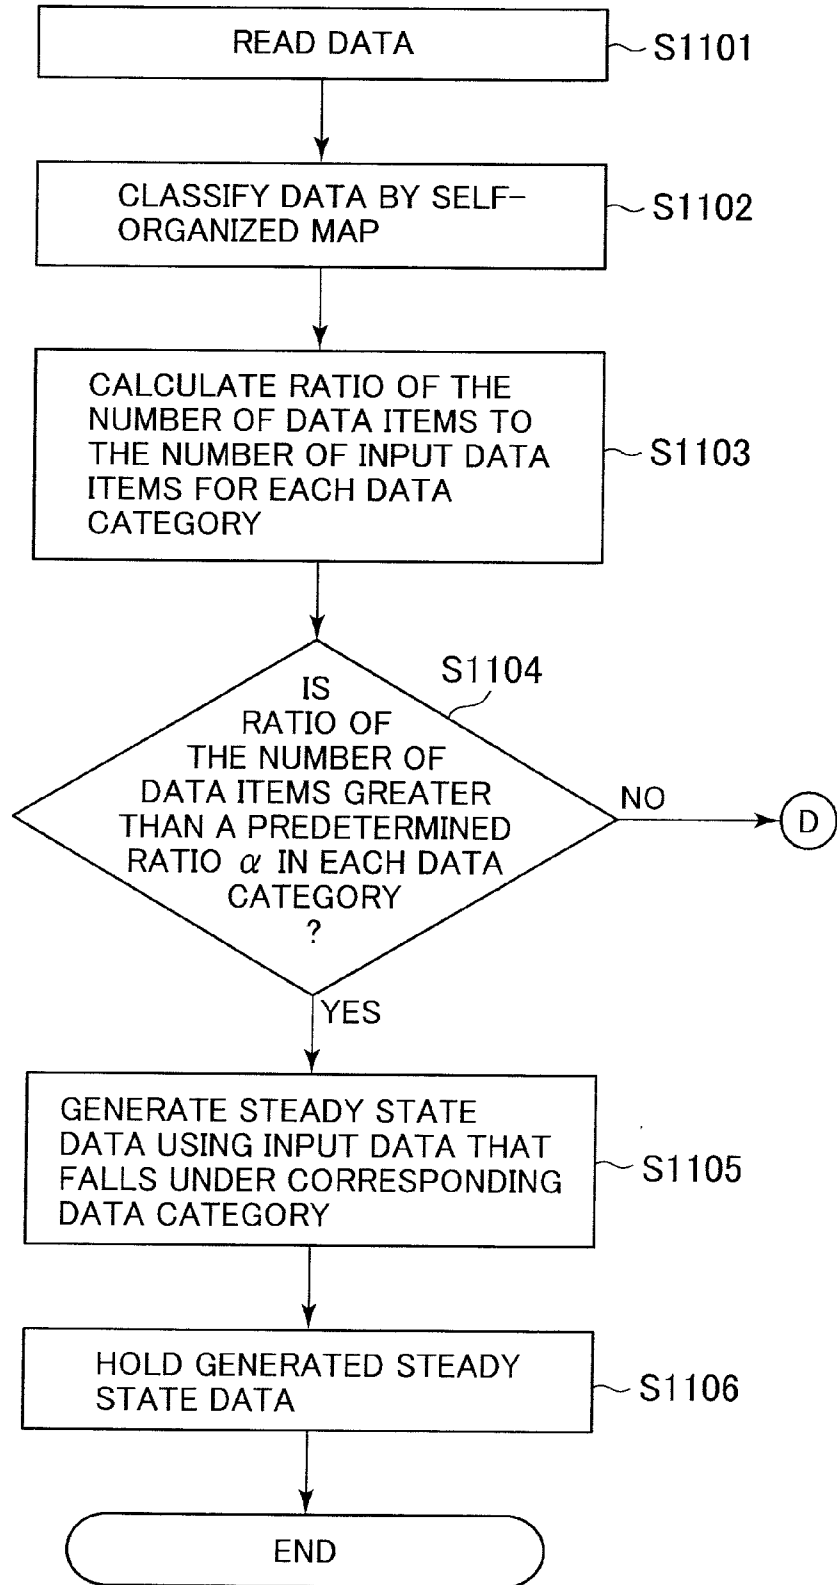 READ DATA
S1101
CLASSIFY DATA BY SELF-
ORGANIZED MAP
S1102
CALCULATE RATIO OF THE
NUMBER OF DATA ITEMS TO
THE NUMBER OF INPUT DATA
ITEMS FOR EACH DATA
CATEGORY
S1103
S1104
IS
RATIO OF
THE NUMBER OF
DATA ITEMS GREATER
THAN A PREDETERMINED
RATIO α IN EACH DATA
CATEGORY
?
NO
D
YES
GENERATE STEADY STATE
DATA USING INPUT DATA THAT
FALLS UNDER CORRESPONDING
DATA CATEGORY
S1105
HOLD GENERATED STEADY
STATE DATA
S1106
END